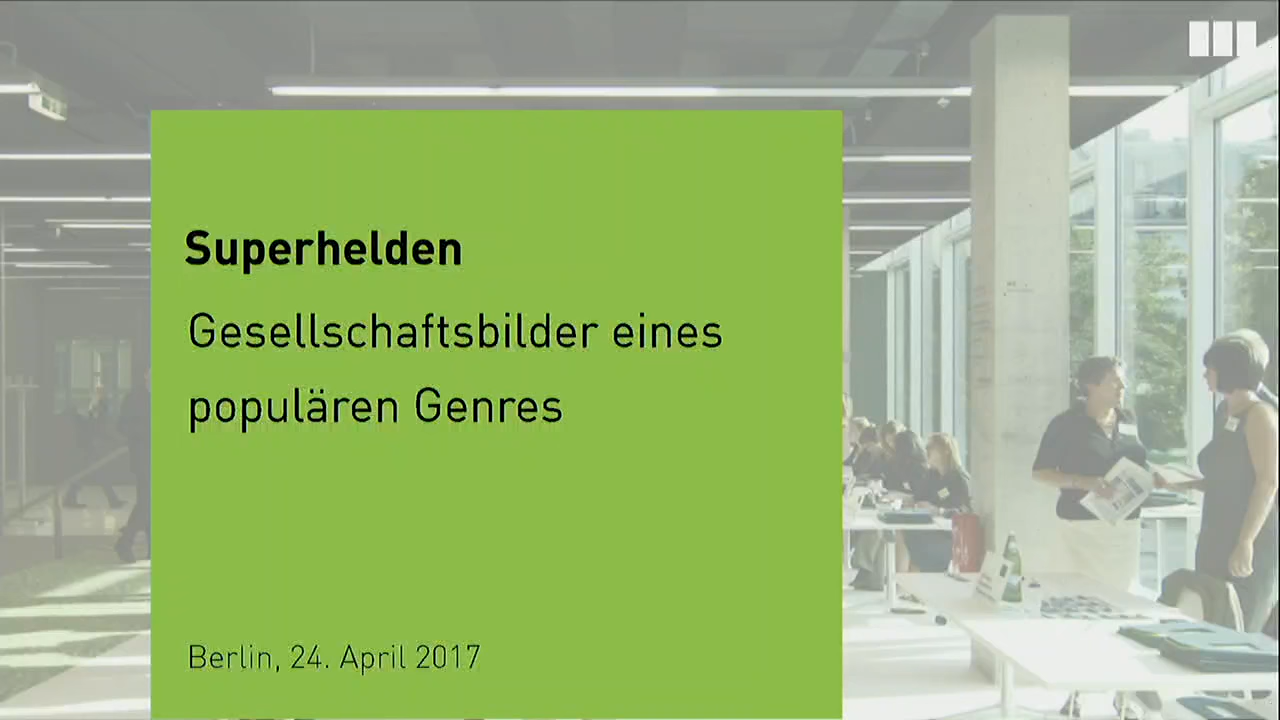 Superhelden
Gesellschaftsbilder eines
populären Genres
Berlin, 24. April 2017